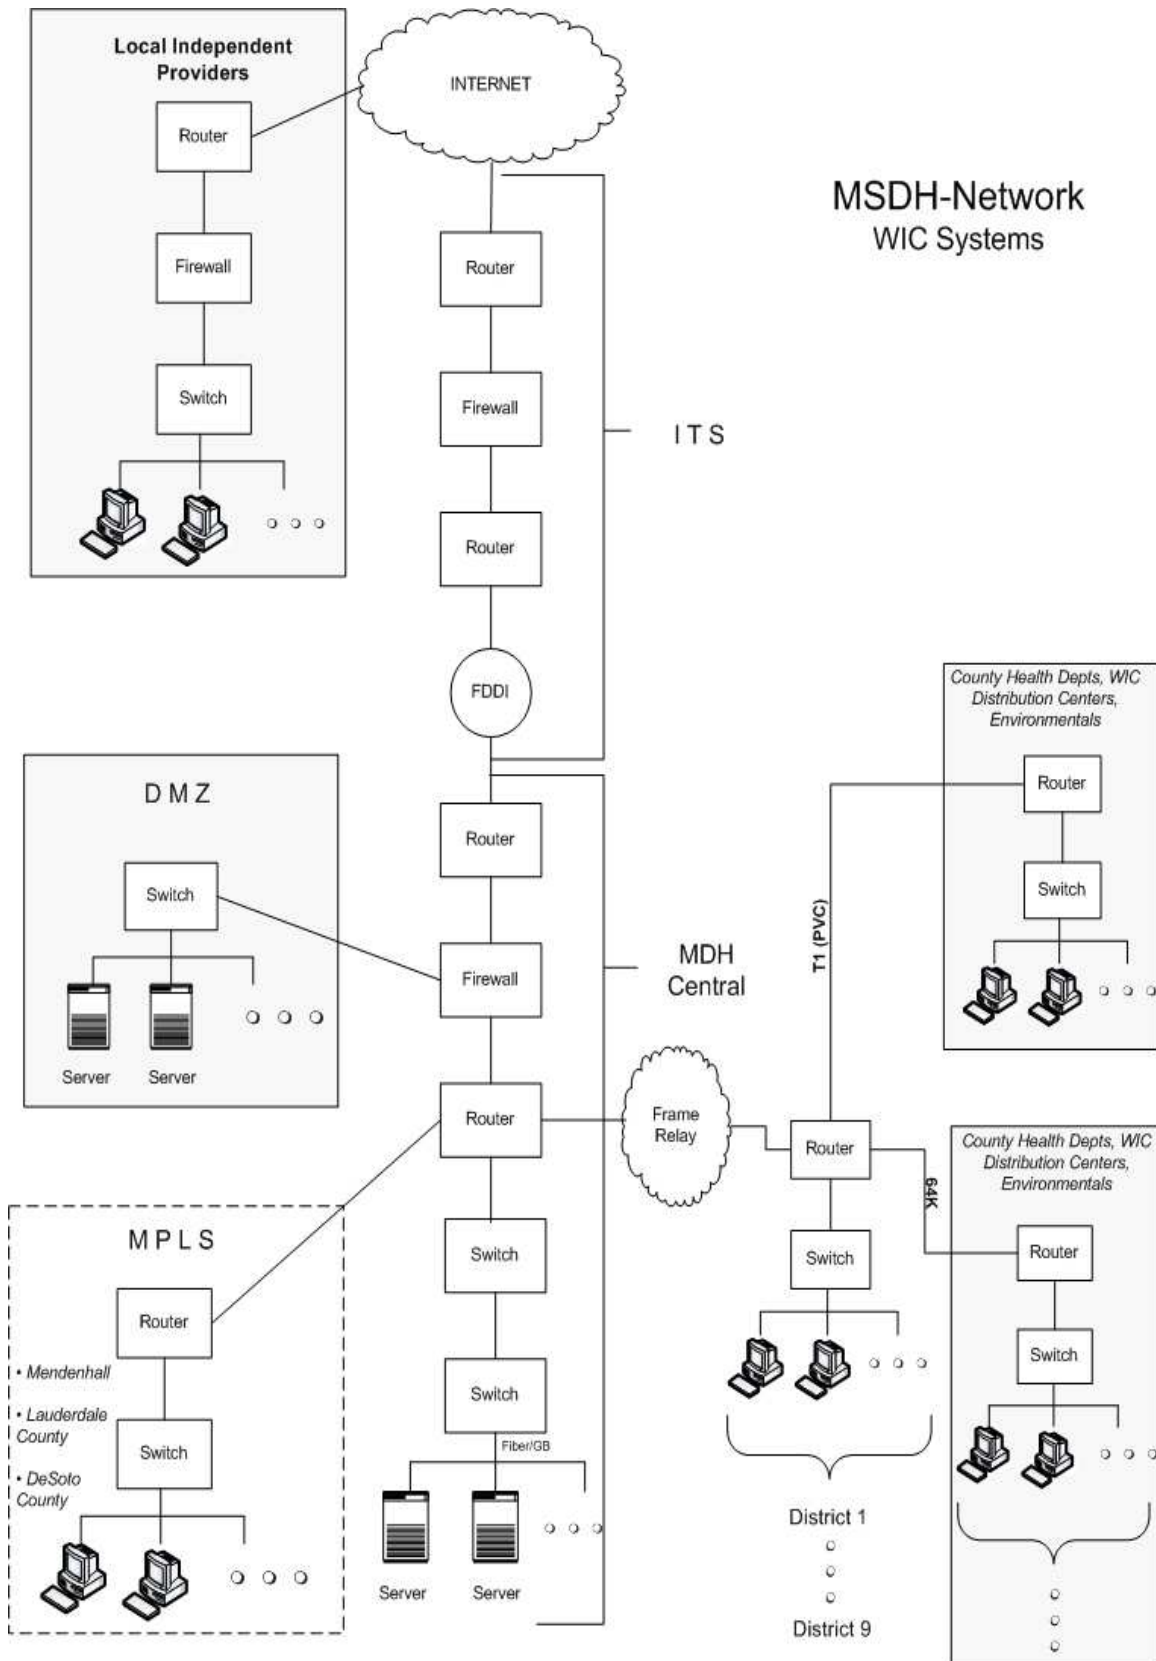 Local Independent
Providers
Router
Firewall
Switch
INTERNET
MSDH-Network
WIC Systems
Router
Firewall
Router
FDDI
I T S
D M Z
Switch
Server
Server
Router
Firewall
Router
Switch
Switch
Fiber/GB
Server
Server
MDH
Central
Frame
Relay
M P L S
Router
• Mendenhall
• Lauderdale
County
• DeSoto
County
Switch
Router
Switch
District 1
District 9
T1 (PVC)
64K
County Health Depts, WIC
Distribution Centers,
Environmentals
Router
Switch
County Health Depts, WIC
Distribution Centers,
Environmentals
Router
Switch